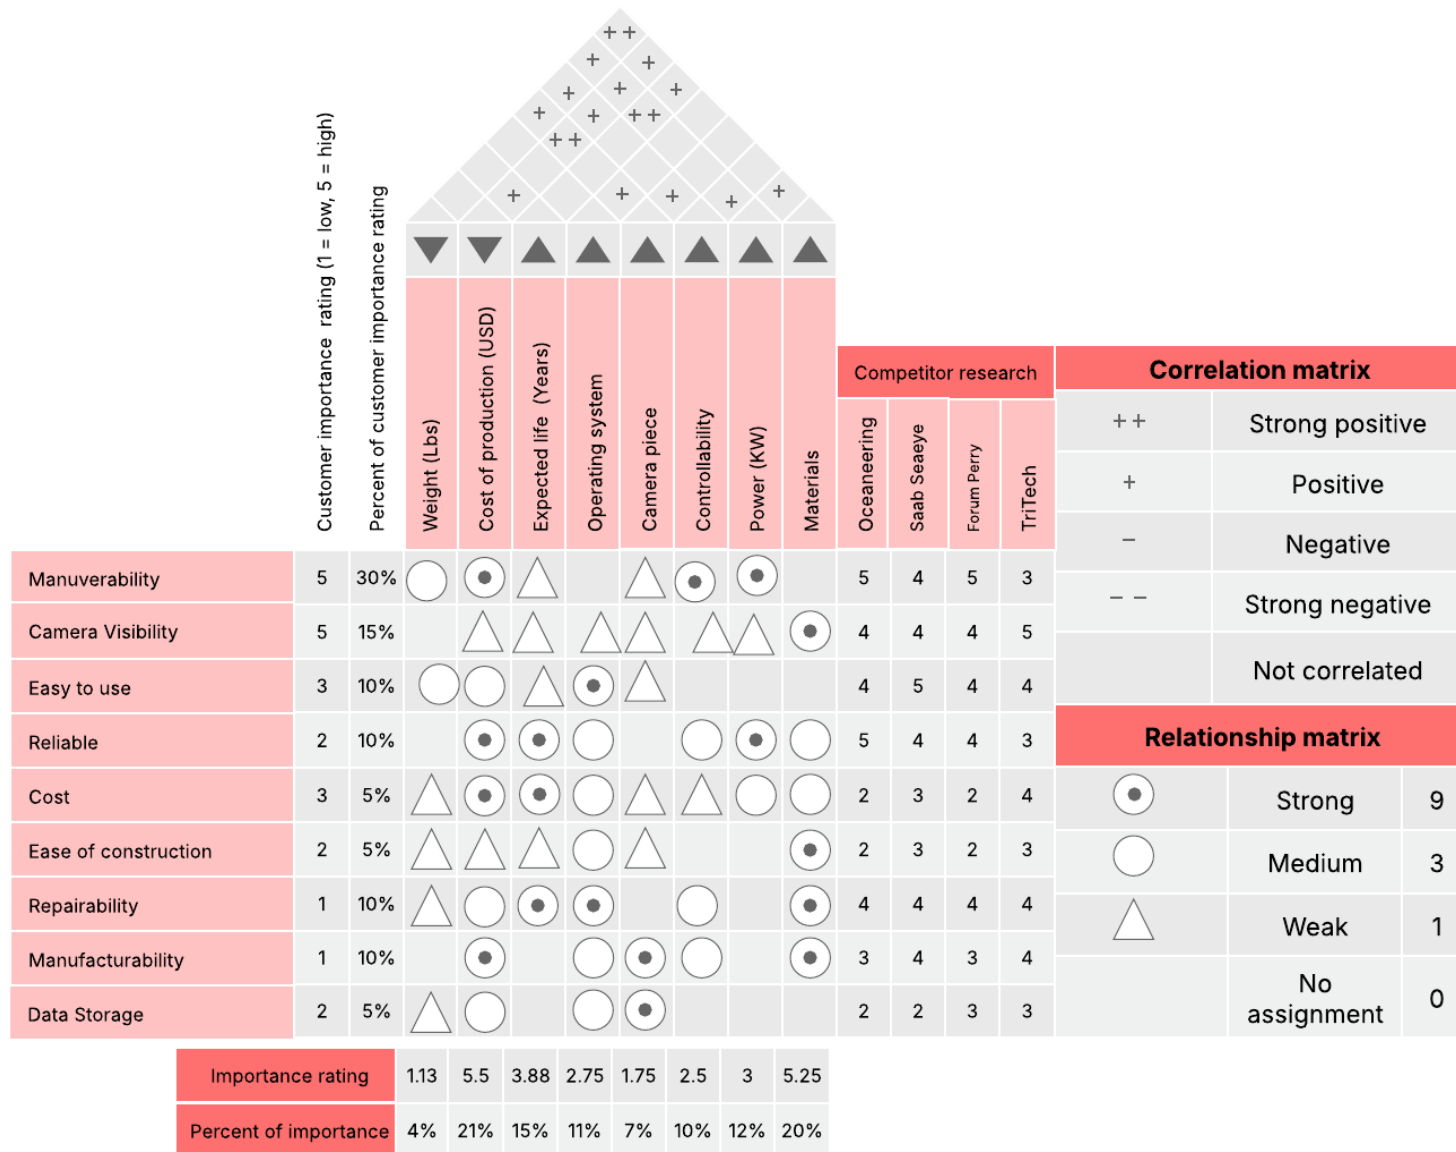 ++
+ +
+ + +
+ + ++
++
+ + + + +
Customer importance rating (1 = low, 5 = high)
Percent of customer importance rating
Weight (Lbs)
Cost of production (USD)
Expected life (Years)
Operating system
Camera piece
Controllability
Power (KW)
Materials
Competitor research
Oceaneering
Saab Seaeye
Forum Perry
TriTech
Manuverability 5 30% 5 4 5 3
Camera Visibility 5 15% 4 4 4 5
Easy to use 3 10% 4 5 4 4
Reliable 2 10% 5 4 4 3
Cost 3 5% 2 3 2 4
Ease of construction 2 5% 2 3 2 3
Repairability 1 10% 4 4 4 4
Manufacturability 1 10% 3 4 3 4
Data Storage 2 5% 2 2 3 3
Importance rating 1.13 5.5 3.88 2.75 1.75 2.5 3 5.25
Percent of importance 4% 21% 15% 11% 7% 10% 12% 20%
Correlation matrix
++ Strong positive
+ Positive
− Negative
− − Strong negative
Not correlated
Relationship matrix
Strong 9
Medium 3
Weak 1
No
assignment 0